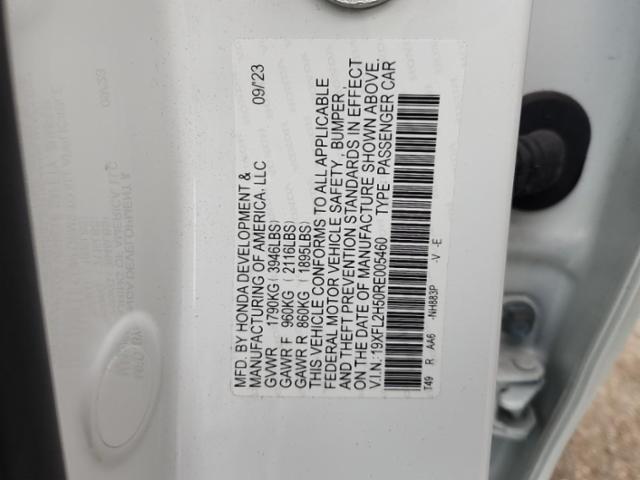 MFD. BY HONDA DEVELOPMENT & 09/'23
MANUFACTURING OF AMERICA. LLC
GVWR 1790KG (3946LBS)
GAWR F 960KG (2116LBS)
GAWR R 860KG (1895LBS)
THIS VEHICLE CONFORMS TO ALL APPLICABLE
FEDERAL MOTOR VEHICLE SAFETY, BUMPER,
AND THEFT PREVENTION STANDARDS IN EFFECT
ON THE DATE OF MANUFACTURE SHOWN ABOVE.
V.I.N:19XFL2H50RE005460 TYPE: PASSENGER CAR
T49 R AA6 -NH883P -V -E